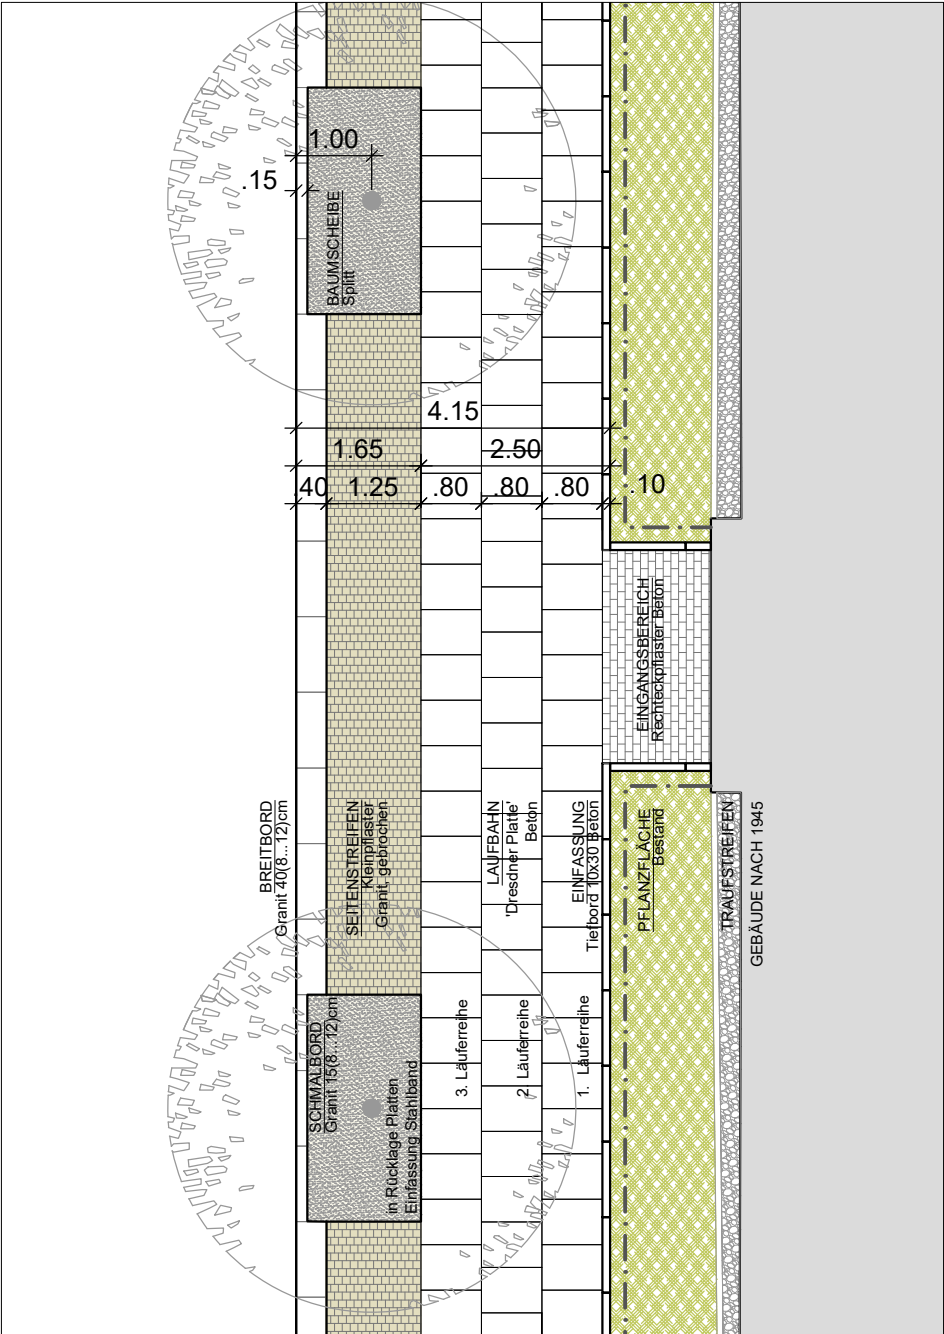 1.00
.15
BAUMSCHEIBE
Splitt
4.15
1.65
2.50
.40
1.25
.80
.80
.80
.10
EINGANGSBEREICH
Rechteckpflaster Beton
BREITBORD
Granit 40(8...12)cm
SEITENSTREIFEN
Kleinpflaster
Granit, gebrochen
LAUFBAHN
'Dresdner Platte'
Beton
EINFASSUNG
Tiefbord 10x30 Beton
PFLANZFLÄCHE
Bestand
TRAUFSTREIFEN
GEBÄUDE NACH 1945
SCHMALBORD
Granit 15(8...12)cm
in Rücklage Platten
Einfassung Stahlband
3. Läuferreihe
2. Läuferreihe
1. Läuferreihe